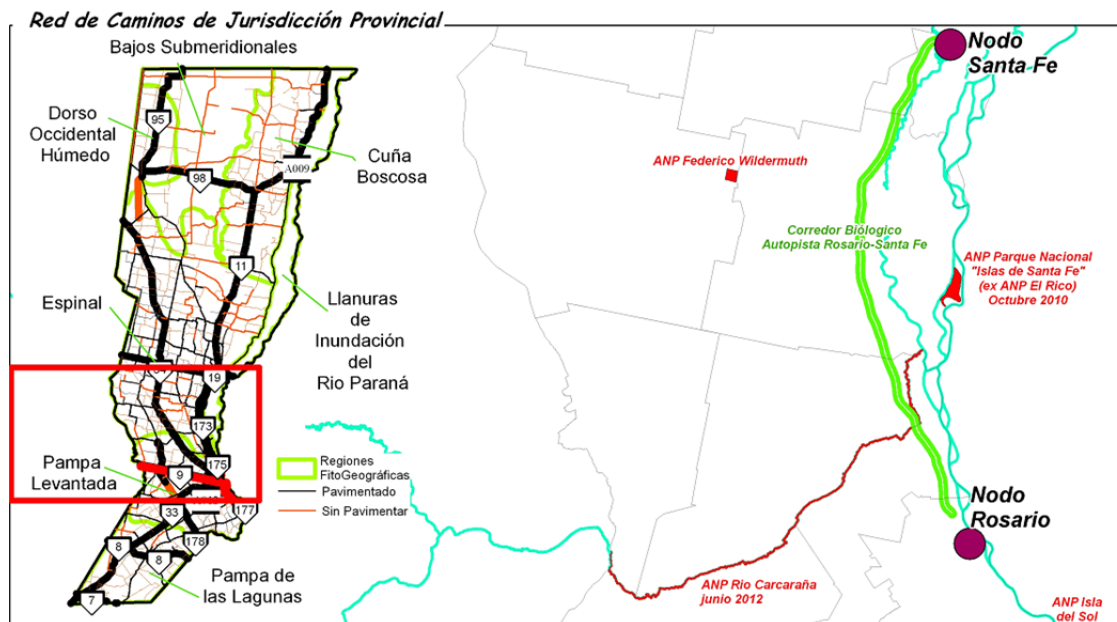 Red de Caminos de Jurisdicción Provincial
Bajos Submeridionales
Dorso
Occidental
Húmedo
95
98
A009
Cuña
Boscosa
11
Espinal
Llanuras
de
Inundación
del
Rio Paraná
19
173
Pampa
Levantada
9
175
177
33
178
8
8
7
Pampa de
las Lagunas
Regiones
FitoGeográficas
Pavimentado
Sin Pavimentar
Nodo
Santa Fe
ANP Federico Wildermuth
Corredor Biólogico
Autopista Rosario-Santa Fe
ANP Parque Nacional
"Islas de Santa Fe"
(ex ANP El Rico)
Octubre 2010
Nodo
Rosario
ANP Rio Carcaraña
junio 2012
ANP Isla
del Sol